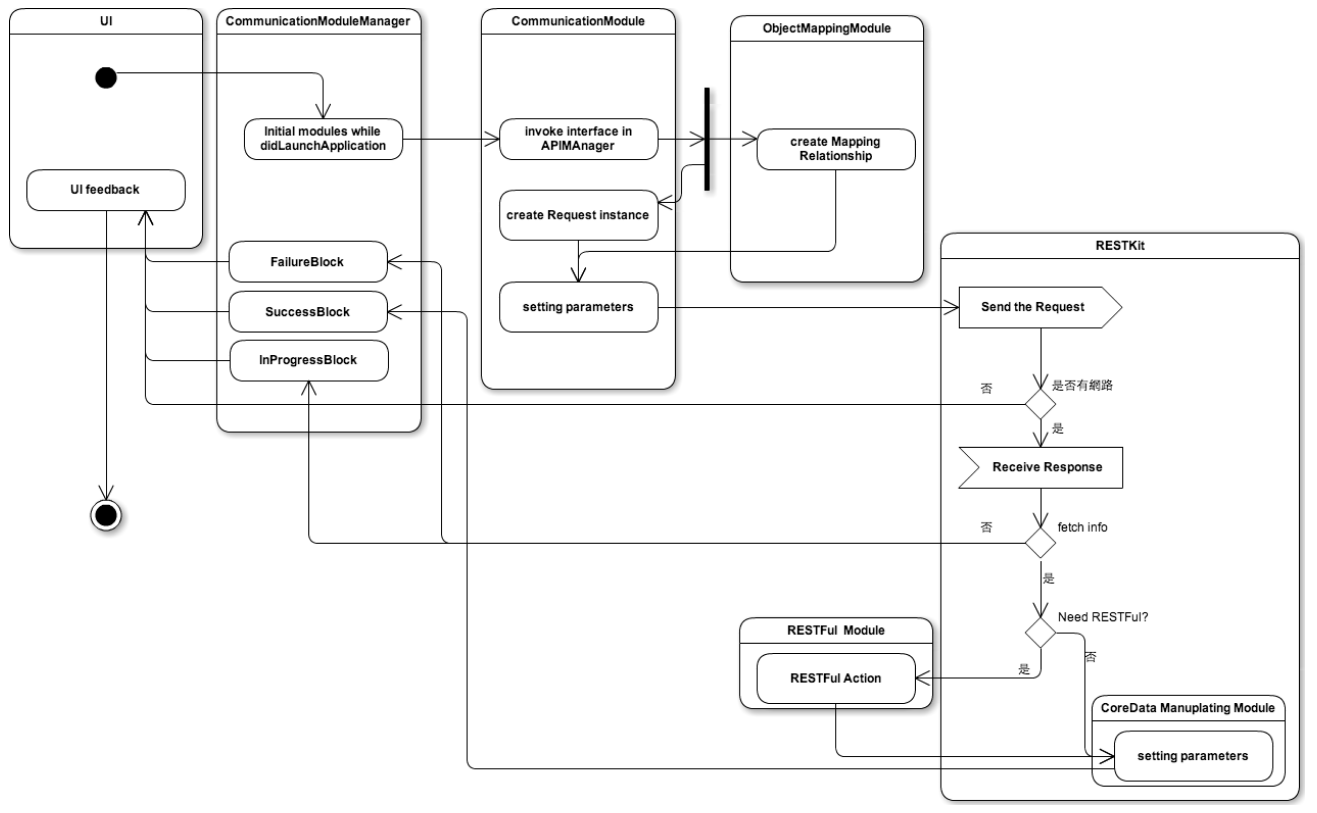 UI
CommunicationModuleManager
CommunicationModule
ObjectMappingModule
Initial modules while
didLaunchApplication
invoke interface in
APIMAnager
create Mapping
Relationship
UI feedback
create Request instance
RESTKit
FailureBlock
SuccessBlock
setting parameters
Send the Request
InProgressBlock
否
是否有網路
是
Receive Response
否
fetch info
是
Need RESTFul?
RESTFul Module
否
是
RESTFul Action
CoreData Manuplating Module
setting parameters